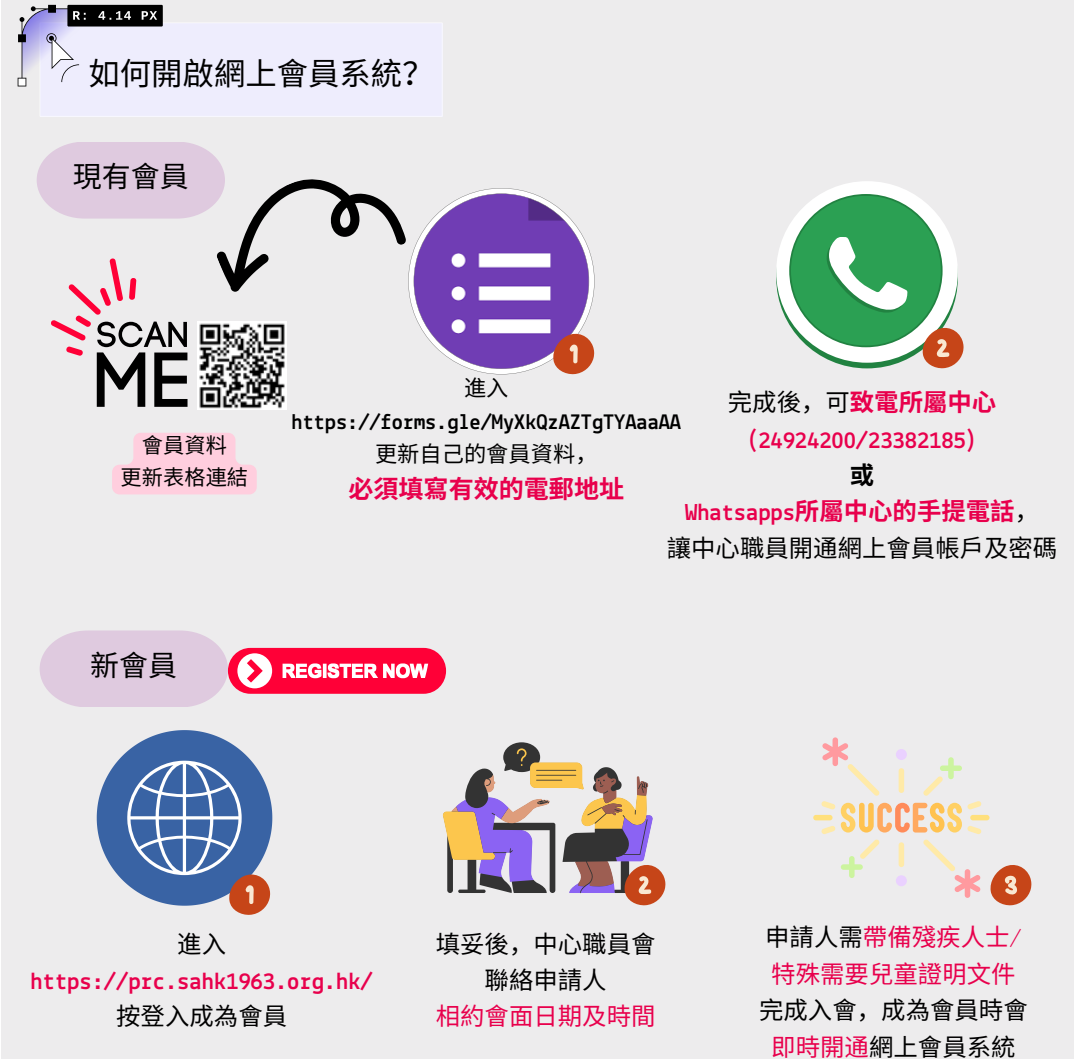 R: 4.14 PX
如何開啟網上會員系統?
現有會員
SCAN
ME
會員資料
更新表格連結
1
進入
https://forms.gle/MyXkQzAZTgTYAaaAA
更新自己的會員資料,
必須填寫有效的電郵地址
2
完成後，可致電所屬中心
(24924200/23382185)
或
Whatsapps所屬中心的手提電話，
讓中心職員開通網上會員帳戶及密碼
新會員
REGISTER NOW
1
進入
https://prc.sahk1963.org.hk/
按登入成為會員
?
2
填妥後，中心職員會
聯絡申請人
相約會面日期及時間
SUCCESS
3
申請人需帶備殘疾人士/
特殊需要兒童證明文件
完成入會，成為會員時會
即時開通網上會員系統